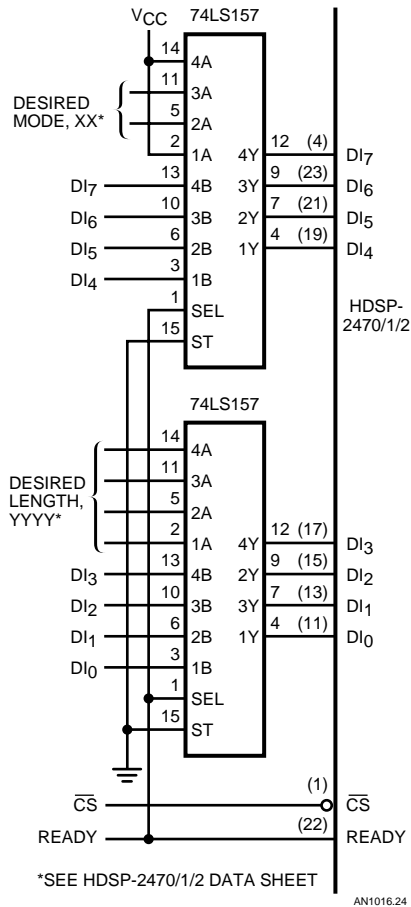 VCC 74LS157
14 4A
11 3A
DESIRED
MODE, XX*
5 2A
2 1A 4Y 12 (4) DI7
DI7 13 4B 3Y 9 (23) DI6
DI6 10 3B 2Y 7 (21) DI5
DI5 6 2B 1Y 4 (19) DI4
DI4 3 1B
1 SEL
HDSP-
2470/1/2
15 ST
74LS157
14 4A
11 3A
DESIRED
LENGTH,
YYYY*
5 2A
2 1A 4Y 12 (17) DI3
DI3 13 4B 2Y 9 (15) DI2
DI2 10 3B 3Y 7 (13) DI1
DI1 6 2B 1Y 4 (11) DI0
DI0 3 1B
1 SEL
15 ST
CS (1) CS
READY (22) READY
*SEE HDSP-2470/1/2 DATA SHEET
AN1016.24